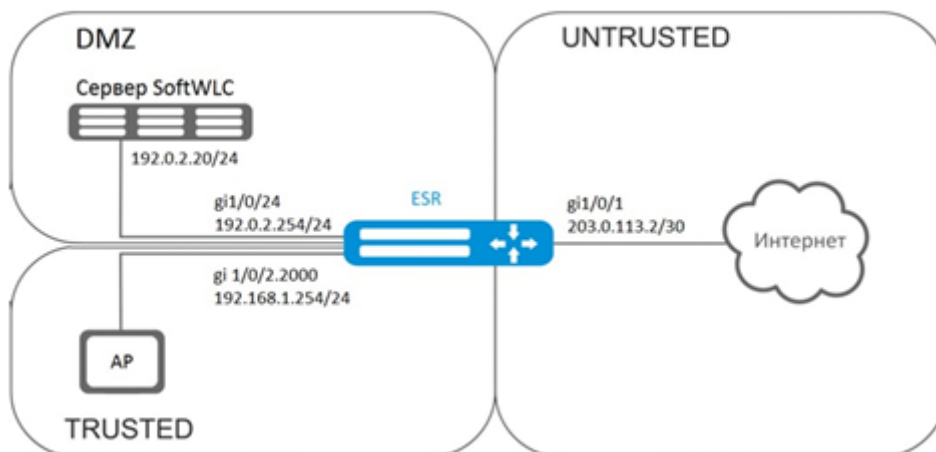 DMZ
UNTRUSTED
Сервер SoftWLC
192.0.2.20/24
gi1/0/24
192.0.2.254/24
ESR
gi1/0/1
203.0.113.2/30
Интернет
gi 1/0/2.2000
192.168.1.254/24
AP
TRUSTED